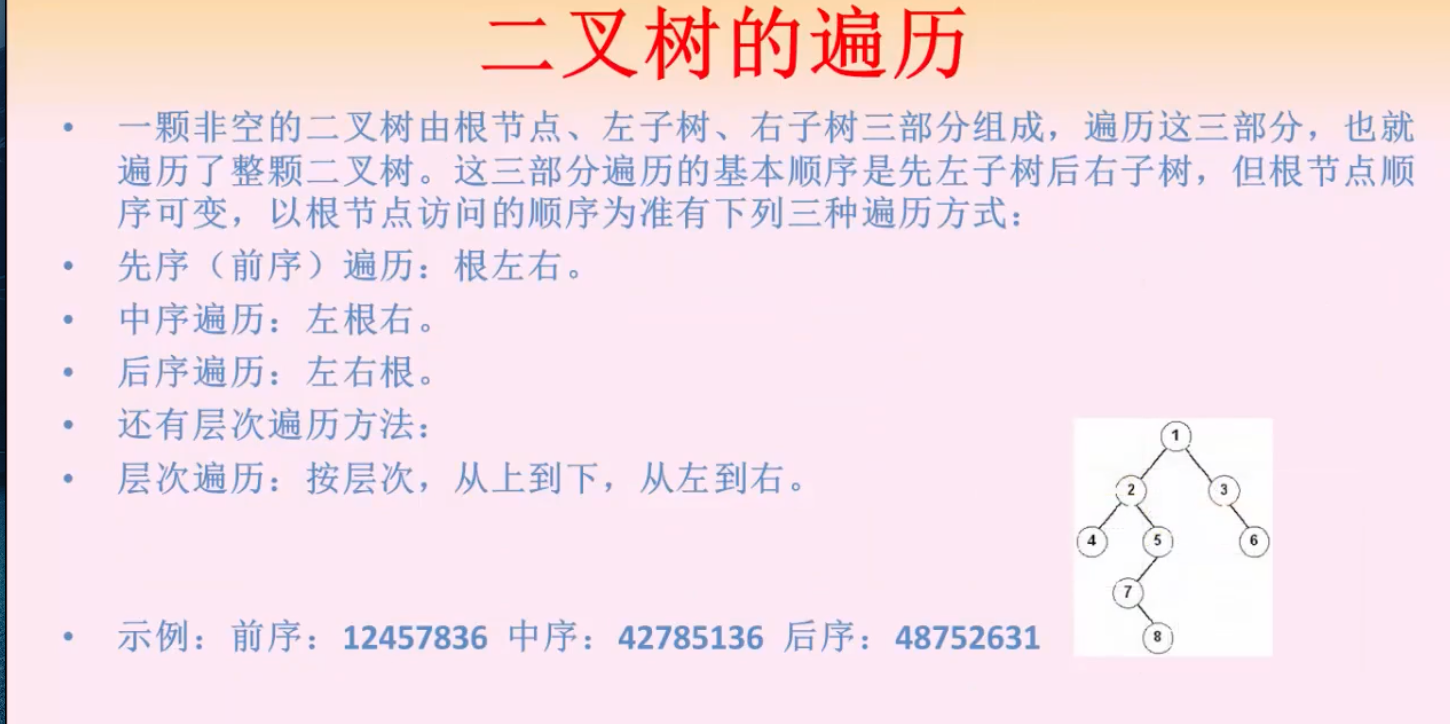 二叉树的遍历
• 一颗非空的二叉树由根节点、左子树、右子树三部分组成，遍历这三部分，也就
遍历了整颗二叉树。这三部分遍历的基本顺序是先左子树后右子树，但根节点顺
序可变，以根节点访问的顺序为准有下列三种遍历方式：
• 先序（前序）遍历：根左右。
• 中序遍历：左根右。
• 后序遍历：左右根。
• 还有层次遍历方法：
• 层次遍历：按层次，从上到下，从左到右。
1
2 3
4 5 6
7
8
• 示例：前序：12457836 中序：42785136 后序：48752631